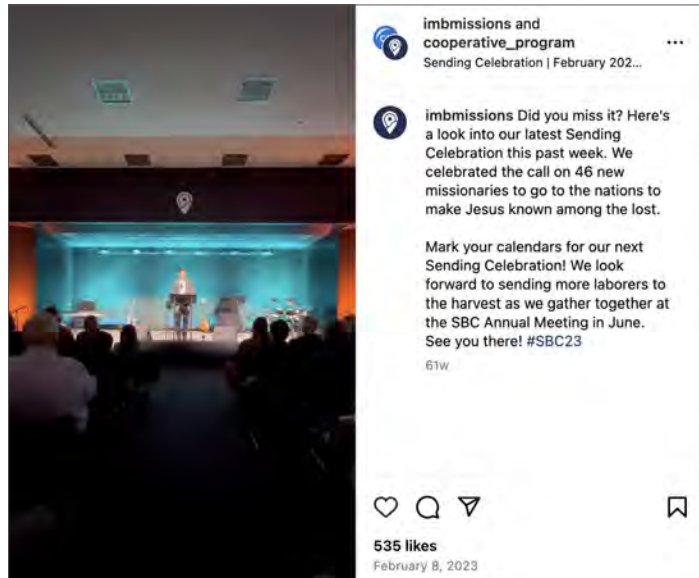 imbmissions and
cooperative_program
Sending Celebration | February 202...
imbmissions Did you miss it? Here's
a look into our latest Sending
Celebration this past week. We
celebrated the call on 46 new
missionaries to go to the nations to
make Jesus known among the lost.
Mark your calendars for our next
Sending Celebration! We look
forward to sending more laborers to
the harvest as we gather together at
the SBC Annual Meeting in June.
See you there! #SBC23
61w
535 likes
February 8, 2023